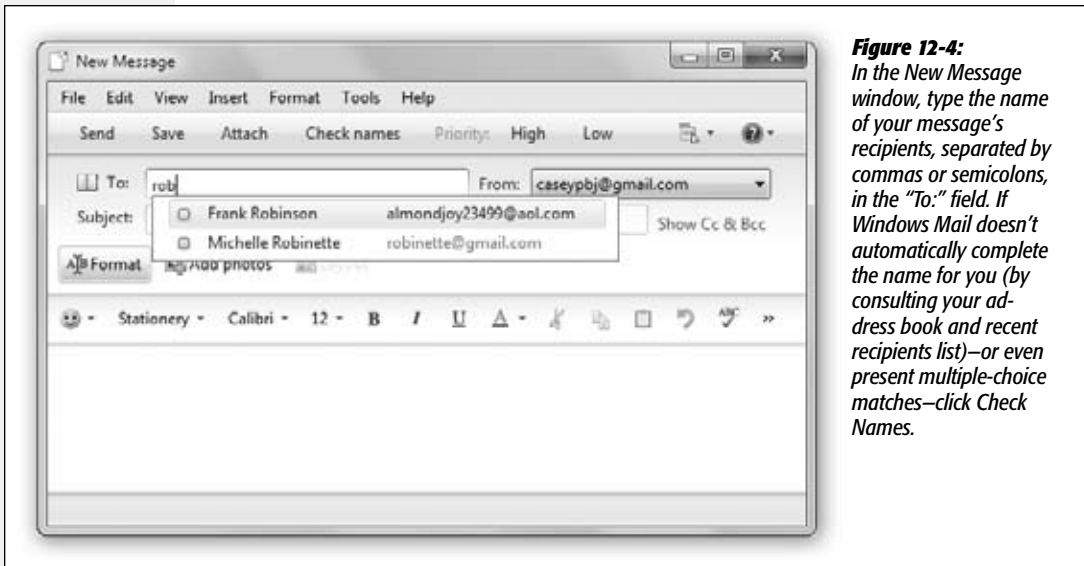 New Message
File Edit View Insert Format Tools Help
Send Save Attach Check names Priority: High Low
To: rob From: caseypbj@gmail.com
Subject: Show Cc & Bcc
Frank Robinson almondjoy23499@aol.com
Michelle Robinette robinette@gmail.com
Format Add photos
Stationery Calibri 12 B I U A ABC »
Figure 12-4:
In the New Message
window, type the name
of your message’s
recipients, separated by
commas or semicolons,
in the “To:” field. If
Windows Mail doesn’t
automatically complete
the name for you (by
consulting your ad-
dress book and recent
recipients list)—or even
present multiple-choice
matches—click Check
Names.